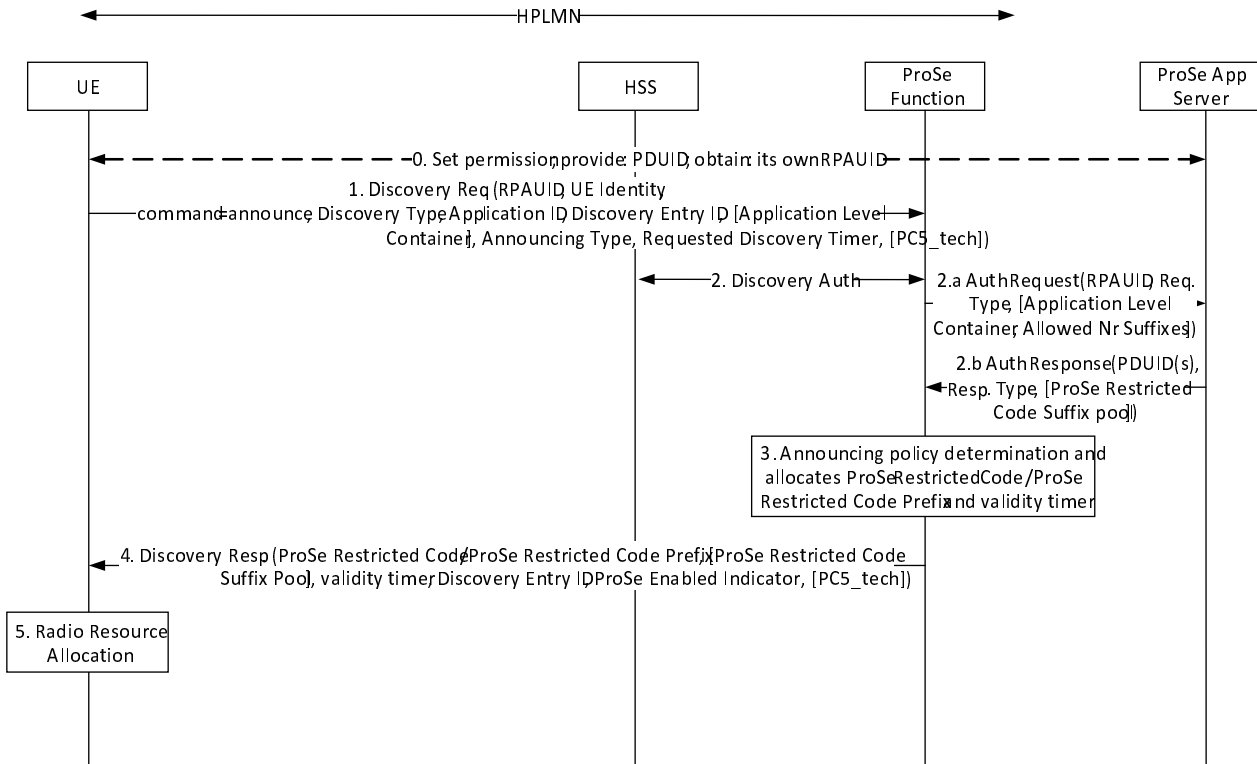 HPLMN
UE
HSS
ProSe
Function
ProSe App
Server
0. Set permission, provide: PDUID; obtain: its own RPAUID
1. Discovery Req (RPAUID, UE Identity
command=announce, Discovery Type, Application ID, Discovery Entry ID, [Application Level
Container], Announcing Type, Requested Discovery Timer, [PC5_tech])
2. Discovery Auth
2.a Auth Request (RPAUID, Req.
Type, [Application Level
Container, Allowed Nr Suffixes])
2.b Auth Response (PDUID(s),
Resp. Type, [ProSe Restricted
Code Suffix pool])
3. Announcing policy determination and
allocates ProSe Restricted Code/ProSe
Restricted Code Prefix and validity timer
4. Discovery Resp (ProSe Restricted Code/ProSe Restricted Code Prefix, [ProSe Restricted Code
Suffix Pool], validity timer, Discovery Entry ID, ProSe Enabled Indicator, [PC5_tech])
5. Radio Resource
Allocation